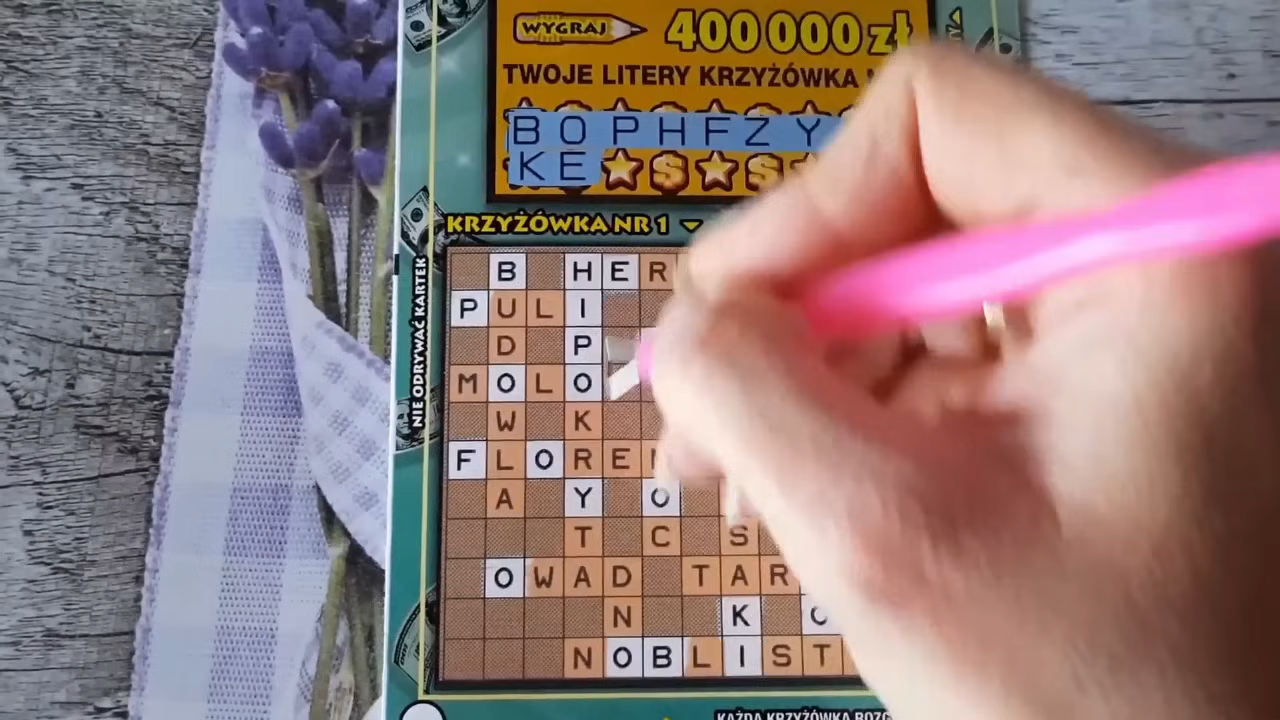 WYGRAJ 400 000 zł
TWOJE LITERY KRZYŻÓWKA
B O P H F Z Y
K E
KRZYŻÓWKA NR 1
NIE ODRYWAĆ KARTEK
B H E R
P U L I
D P
M O L O
W K
F L O R E
A Y O
T C S
O W A D T A R
N K
N O B L I S T
KAŻDA KRZYŻÓWKA